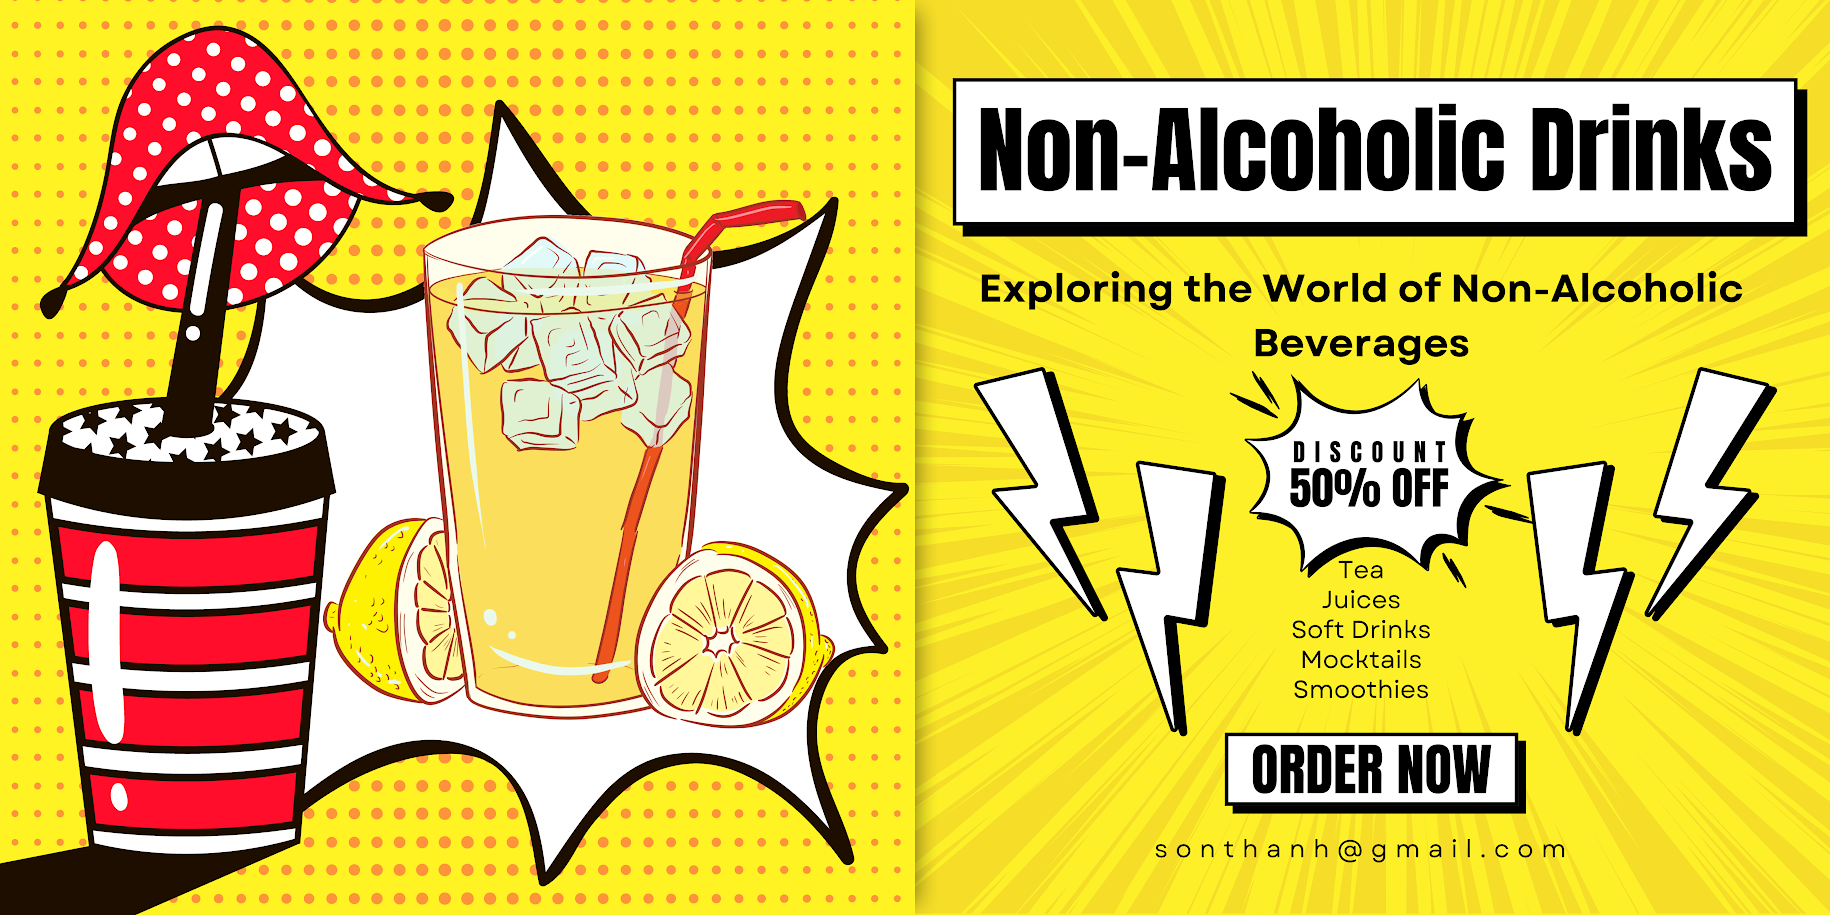 Non-Alcoholic Drinks
Exploring the World of Non-Alcoholic
Beverages
DISCOUNT
50% OFF
Tea
Juices
Soft Drinks
Mocktails
Smoothies
ORDER NOW
sonthanh@gmail.com